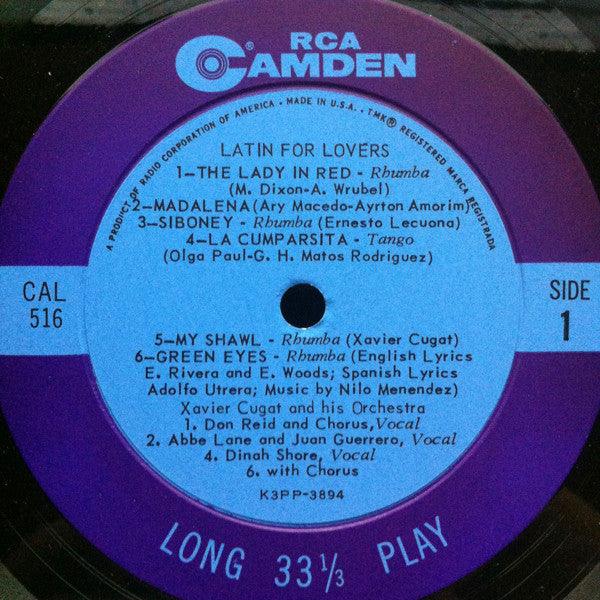 RCA
CAMDEN®
A PRODUCT OF RADIO CORPORATION OF AMERICA • MADE IN U.S.A. • TMK® REGISTERED MARCA REGISTRADA
LATIN FOR LOVERS
1—THE LADY IN RED - Rhumba
(M. Dixon-A. Wrubel)
2—MADALENA (Ary Macedo-Ayrton Amorim)
3—SIBONEY - Rhumba (Ernesto Lecuona)
4—LA CUMPARSITA - Tango
(Olga Paul-G. H. Matos Rodriguez)
CAL
516
SIDE
1
5—MY SHAWL - Rhumba (Xavier Cugat)
6—GREEN EYES - Rhumba (English Lyrics
E. Rivera and E. Woods; Spanish Lyrics
Adolfo Utrera; Music by Nilo Menendez)
Xavier Cugat and his Orchestra
1. Don Reid and Chorus, Vocal
2. Abbe Lane and Juan Guerrero, Vocal
4. Dinah Shore, Vocal
6. with Chorus
K3PP-3894
LONG 33⅓ PLAY